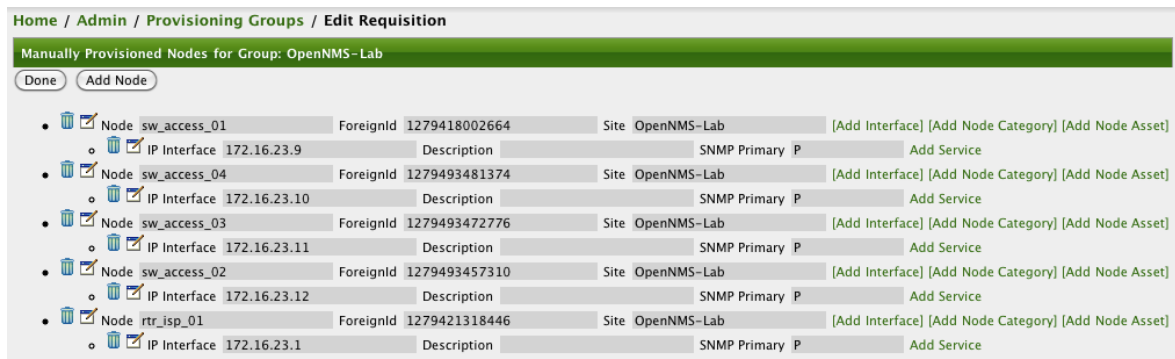 Home / Admin / Provisioning Groups / Edit Requisition
Manually Provisioned Nodes for Group: OpenNMS-Lab
Done Add Node
Node sw_access_01 ForeignId 1279418002664 Site OpenNMS-Lab [Add Interface] [Add Node Category] [Add Node Asset]
IP Interface 172.16.23.9 Description SNMP Primary P Add Service
Node sw_access_04 ForeignId 1279493481374 Site OpenNMS-Lab [Add Interface] [Add Node Category] [Add Node Asset]
IP Interface 172.16.23.10 Description SNMP Primary P Add Service
Node sw_access_03 ForeignId 1279493472776 Site OpenNMS-Lab [Add Interface] [Add Node Category] [Add Node Asset]
IP Interface 172.16.23.11 Description SNMP Primary P Add Service
Node sw_access_02 ForeignId 1279493457310 Site OpenNMS-Lab [Add Interface] [Add Node Category] [Add Node Asset]
IP Interface 172.16.23.12 Description SNMP Primary P Add Service
Node rtr_isp_01 ForeignId 1279421318446 Site OpenNMS-Lab [Add Interface] [Add Node Category] [Add Node Asset]
IP Interface 172.16.23.1 Description SNMP Primary P Add Service